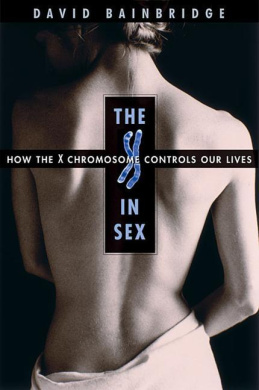 DAVID BAINBRIDGE
THE
X
HOW THE X CHROMOSOME CONTROLS OUR LIVES
IN
SEX